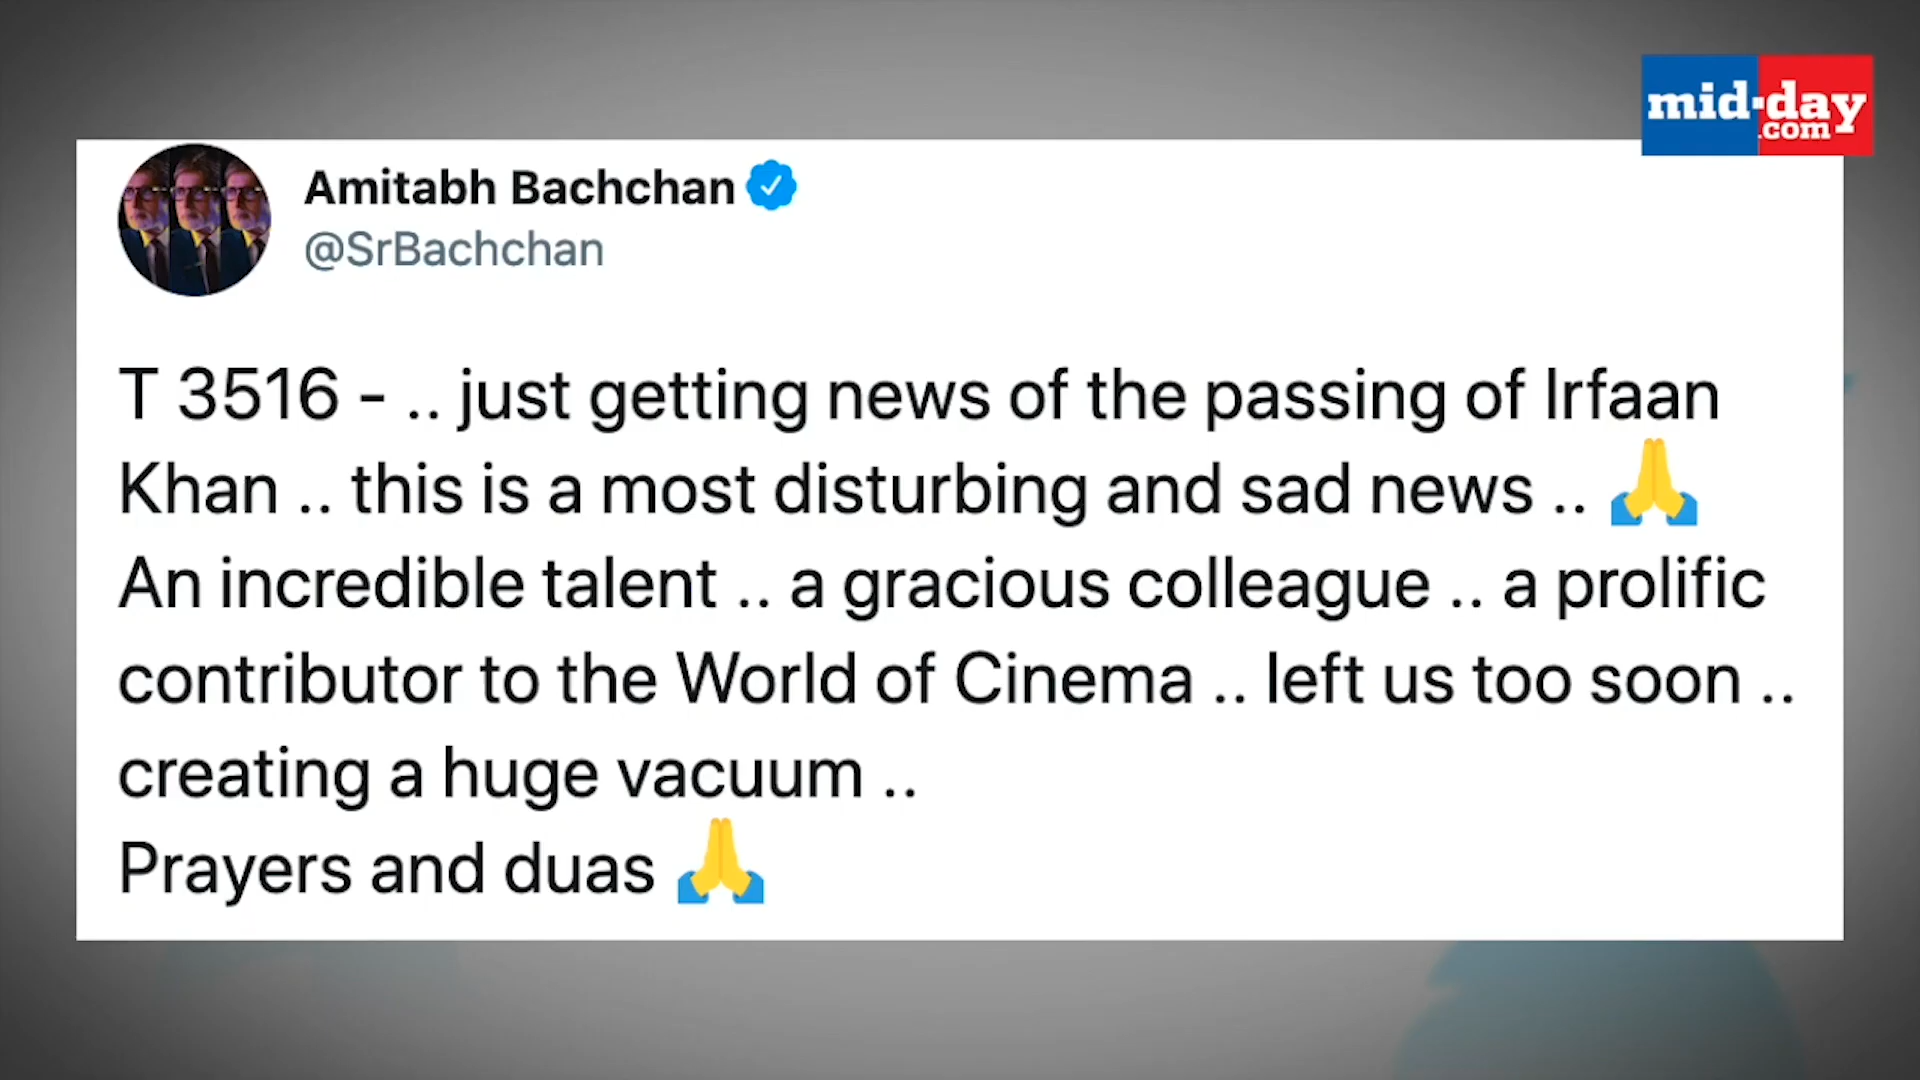 mid-day
.com
Amitabh Bachchan
@SrBachchan
T 3516 - .. just getting news of the passing of Irfaan
Khan .. this is a most disturbing and sad news .. 🙏
An incredible talent .. a gracious colleague .. a prolific
contributor to the World of Cinema .. left us too soon ..
creating a huge vacuum ..
Prayers and duas 🙏